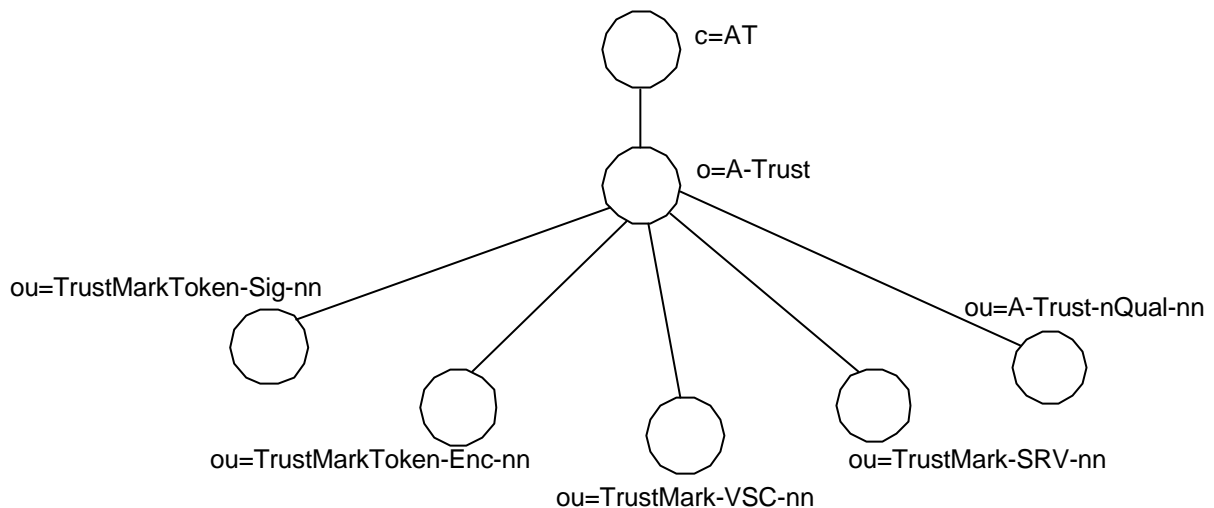 c=AT
o=A-Trust
ou=TrustMarkToken-Sig-nn
ou=A-Trust-nQual-nn
ou=TrustMarkToken-Enc-nn
ou=TrustMark-SRV-nn
ou=TrustMark-VSC-nn